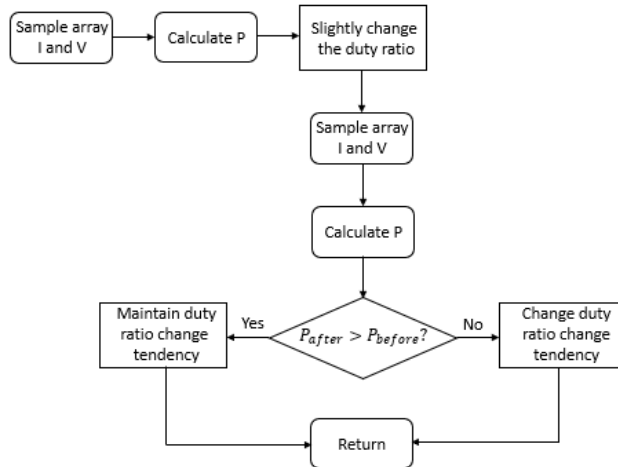 Sample array
I and V
Calculate P
Slightly change
the duty ratio
Sample array
I and V
Calculate P
Maintain duty
ratio change
tendency
Yes
P_after > P_before?
No
Change duty
ratio change
tendency
Return